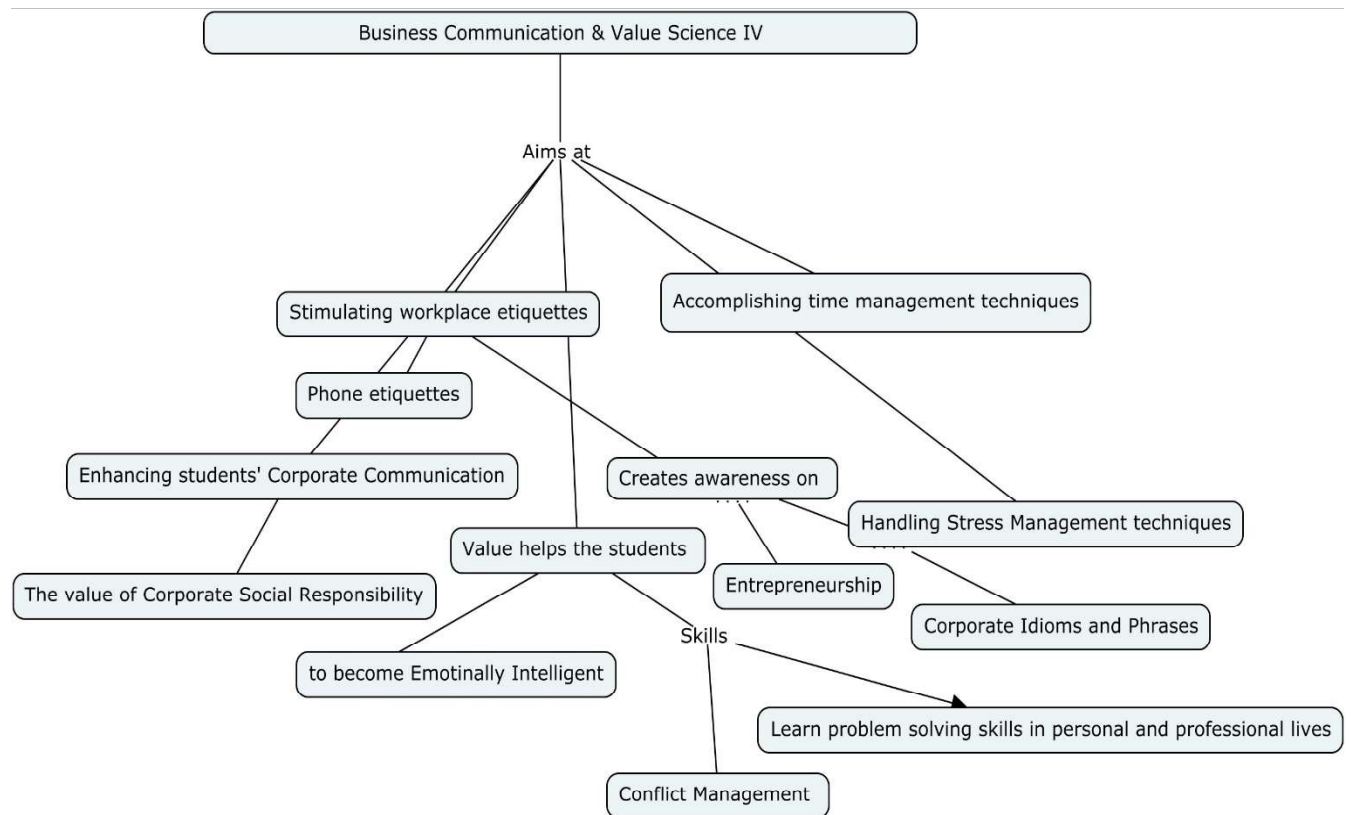 Business Communication & Value Science IV
Aims at
Accomplishing time management techniques
Stimulating workplace etiquettes
Phone etiquettes
Enhancing students' Corporate Communication
Creates awareness on
. . . .
Handling Stress Management techniques
. . . .
Value helps the students
Entrepreneurship
The value of Corporate Social Responsibility
Corporate Idioms and Phrases
Skills
to become Emotinally Intelligent
Learn problem solving skills in personal and professional lives
Conflict Management